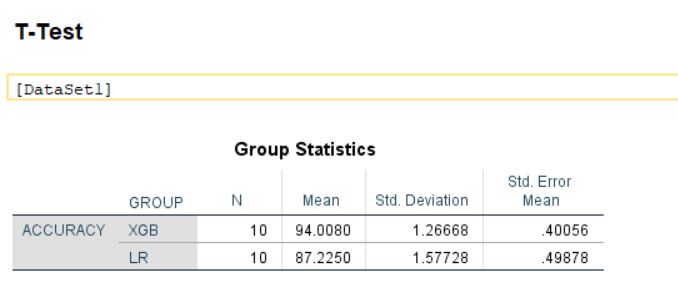 T-Test
[DataSet1]
Group Statistics
GROUP N Mean Std. Deviation Std. Error Mean
ACCURACY XGB 10 94.0080 1.26668 .40056
LR 10 87.2250 1.57728 .49878